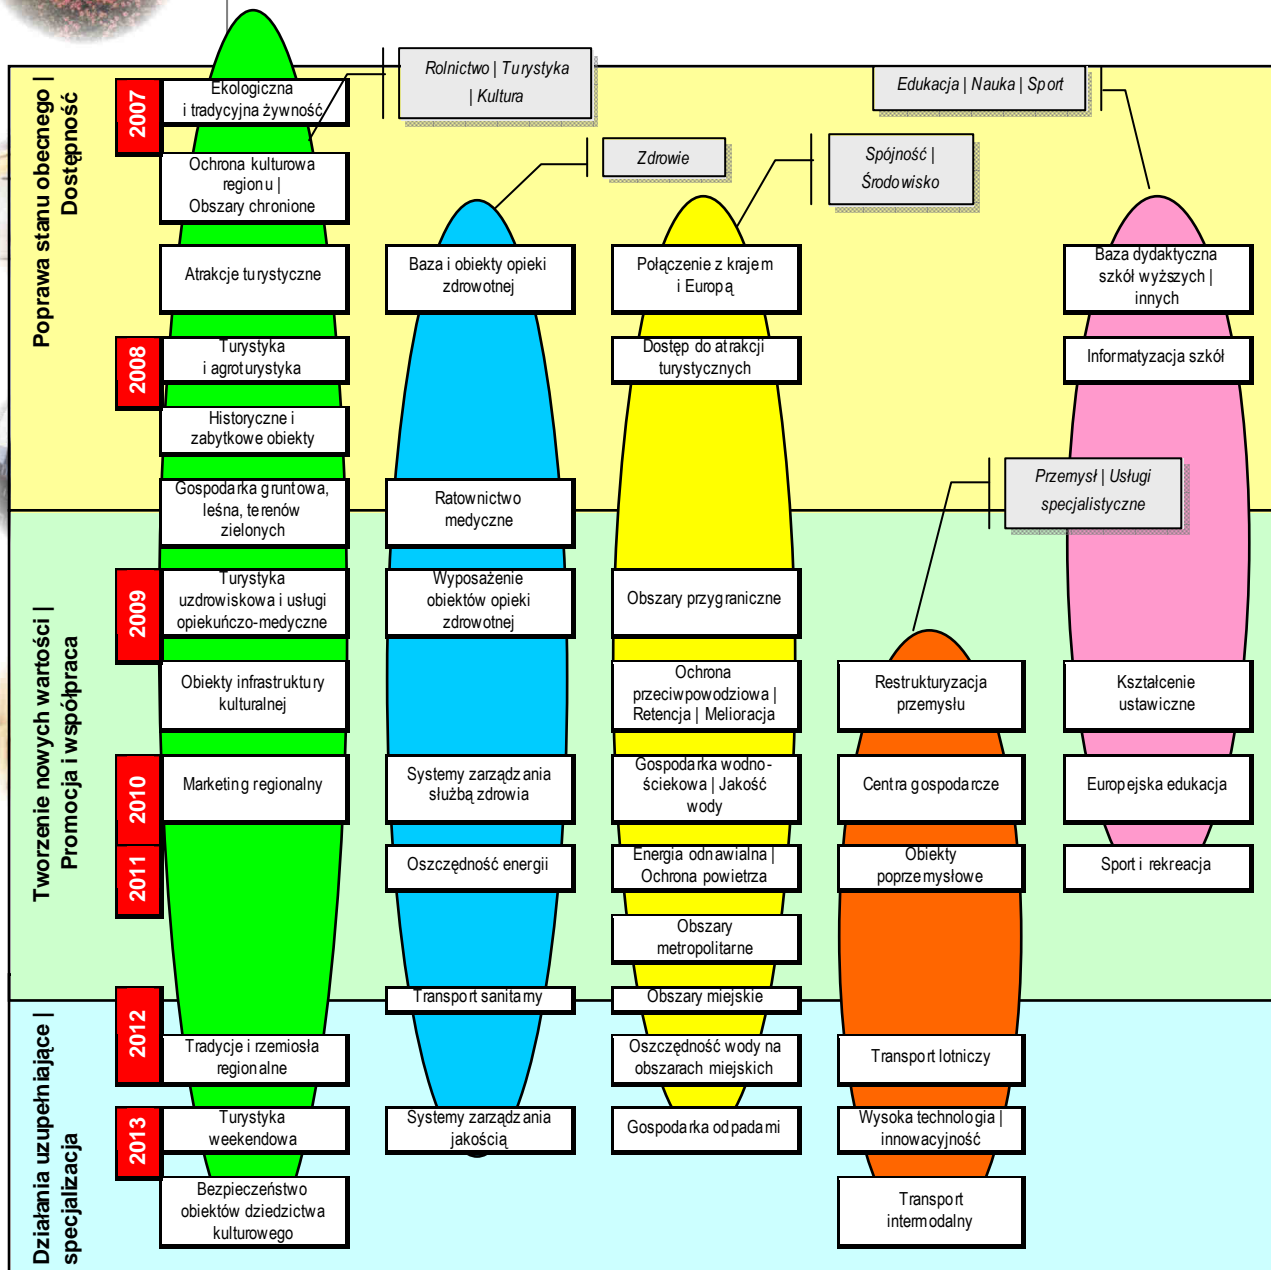 Poprawa stanu obecnego |
Dostępność
Tworzenie nowych wartości |
Promocja i współpraca
Działania uzupełniające |
specjalizacja
2007
2008
2009
2010
2011
2012
2013
Rolnictwo | Turystyka
| Kultura
Ekologiczna
i tradycyjna żywność
Ochrona kulturowa
regionu |
Obszary chronione
Atrakcje turystyczne
Turystyka
i agroturystyka
Historyczne i
zabytkowe obiekty
Gospodarka gruntowa,
leśna, terenów
zielonych
Turystyka
uzdrowiskowa i usługi
opiekuńczo-medyczne
Obiekty infrastruktury
kulturalnej
Marketing regionalny
Tradycje i rzemiosła
regionalne
Turystyka
weekendowa
Bezpieczeństwo
obiektów dziedzictwa
kulturowego
Zdrowie
Baza i obiekty opieki
zdrowotnej
Ratownictwo
medyczne
Wyposażenie
obiektów opieki
zdrowotnej
Systemy zarządzania
służbą zdrowia
Oszczędność energii
Transport sanitarny
Systemy zarządzania
jakością
Spójność |
Środowisko
Połączenie z krajem
i Europą
Dostęp do atrakcji
turystycznych
Obszary przygraniczne
Ochrona
przeciwpowodziowa |
Retencja | Melioracja
Gospodarka wodno-
ściekowa | Jakość
wody
Energia odnawialna |
Ochrona powietrza
Obszary
metropolitarne
Obszary miejskie
Oszczędność wody na
obszarach miejskich
Gospodarka odpadami
Przemysł | Usługi
specjalistyczne
Restrukturyzacja
przemysłu
Centra gospodarcze
Obiekty
poprzemysłowe
Transport lotniczy
Wysoka technologia |
innowacyjność
Transport
intermodalny
Edukacja | Nauka | Sport
Baza dydaktyczna
szkół wyższych |
innych
Informatyzacja szkół
Kształcenie
ustawiczne
Europejska edukacja
Sport i rekreacja